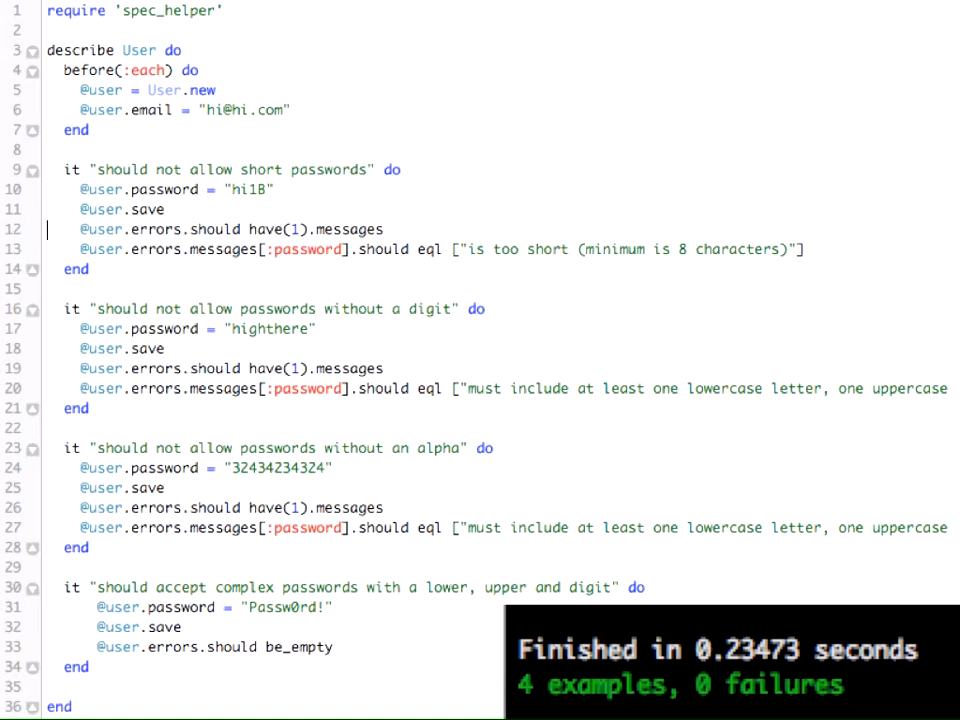 1 require 'spec_helper'
2
3 describe User do
4 before(:each) do
5 @user = User.new
6 @user.email = "hi@hi.com"
7 end
8
9 it "should not allow short passwords" do
10 @user.password = "hi1B"
11 @user.save
12 @user.errors.should have(1).messages
13 @user.errors.messages[:password].should eql ["is too short (minimum is 8 characters)"]
14 end
15
16 it "should not allow passwords without a digit" do
17 @user.password = "highthere"
18 @user.save
19 @user.errors.should have(1).messages
20 @user.errors.messages[:password].should eql ["must include at least one lowercase letter, one uppercase
21 end
22
23 it "should not allow passwords without an alpha" do
24 @user.password = "32434234324"
25 @user.save
26 @user.errors.should have(1).messages
27 @user.errors.messages[:password].should eql ["must include at least one lowercase letter, one uppercase
28 end
29
30 it "should accept complex passwords with a lower, upper and digit" do
31 @user.password = "Passw0rd!"
32 @user.save
33 @user.errors.should be_empty
34 end
35
36 end
Finished in 0.23473 seconds
4 examples, 0 failures